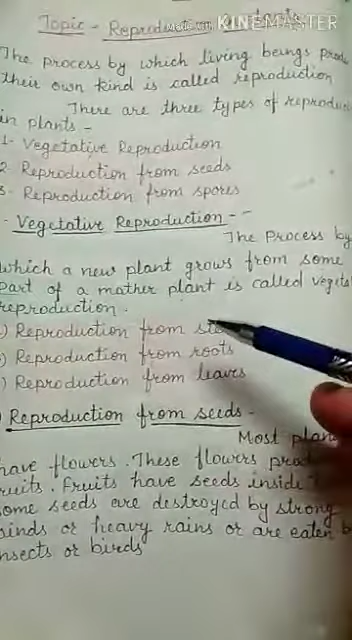 Topic - Reproduction
Made with KINEMASTER
The process by which living beings
their own kind is called reproduction
There are three types of
in plants -
1- Vegetative Reproduction
2- Reproduction from seeds
Reproduction from spores
- Vegetative Reproduction -
The Process by
which a new plant grows from some
part of a mother plant is called
reproduction.
) Reproduction from
) Reproduction from roots
) Reproduction from leaves
) Reproduction from seeds -
Most
have flowers. These flowers
fruits. Fruits have seeds inside
some seeds are destroyed by strong
winds or heavy rains or are eaten
insects or birds